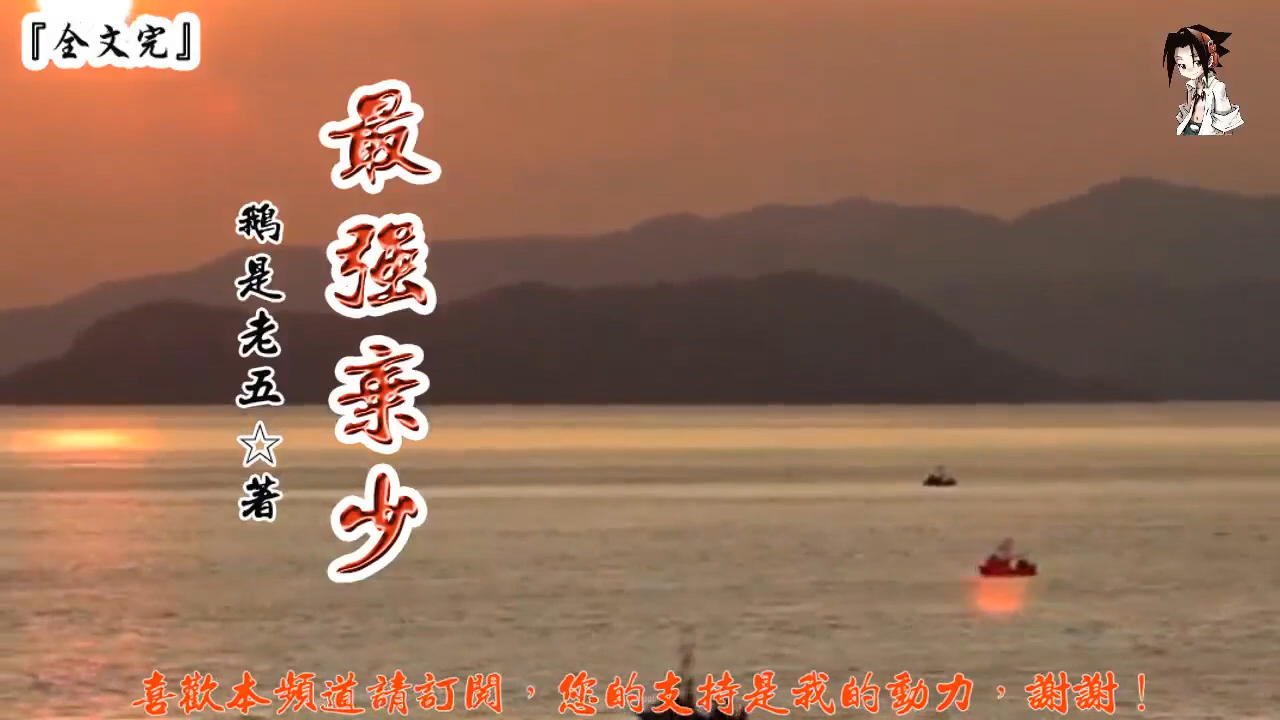 『全文完』
最強棄少
鵝是老五☆著
喜歡本頻道請訂閱，您的支持是我的動力，謝謝！